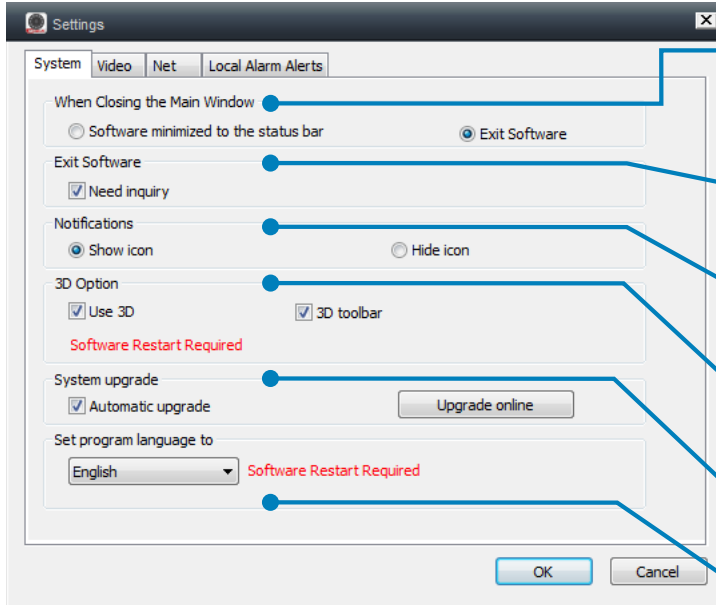 Settings
System Video Net Local Alarm Alerts
When Closing the Main Window
Software minimized to the status bar Exit Software
Exit Software
Need inquiry
Notifications
Show icon Hide icon
3D Option
Use 3D 3D toolbar
Software Restart Required
System upgrade
Automatic upgrade Upgrade online
Set program language to
English Software Restart Required
OK Cancel